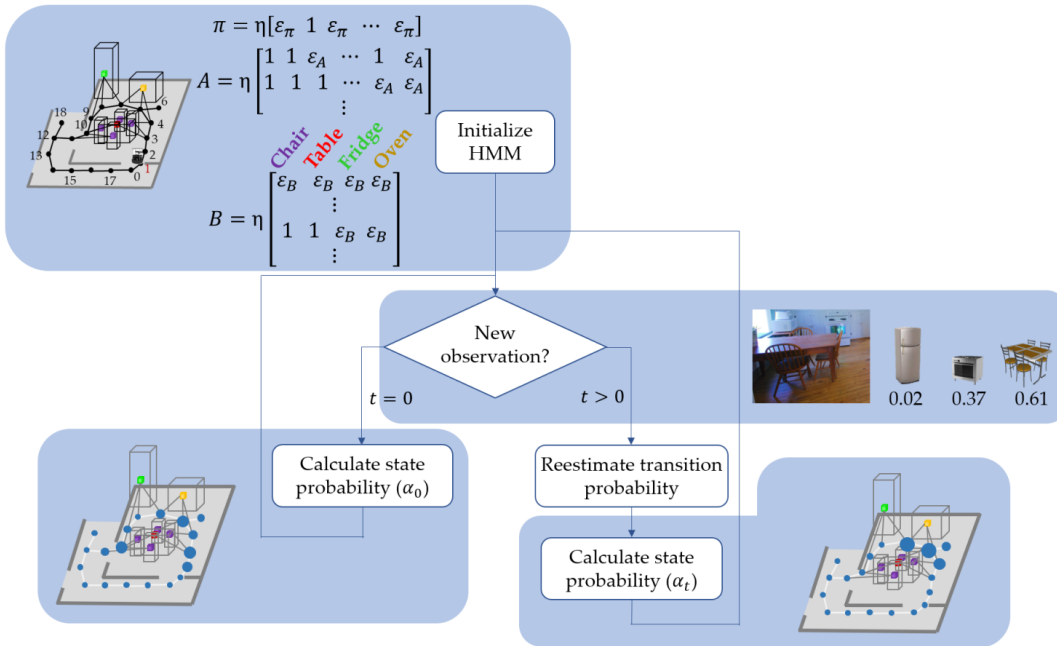 π = η[ε_π 1 ε_π ⋯ ε_π]
A = η [1 1 ε_A ⋯ 1 ε_A
1 1 1 ⋯ ε_A ε_A
⋮]
18
9
10
6
4
12
3
13
2
1
0
15
17
Chair Table Fridge Oven
B = η [ε_B ε_B ε_B ε_B
⋮
1 1 ε_B ε_B
⋮]
Initialize
HMM
New
observation?
0.02 0.37 0.61
t = 0
t > 0
Calculate state
probability (α₀)
Reestimate transition
probability
Calculate state
probability (α_t)